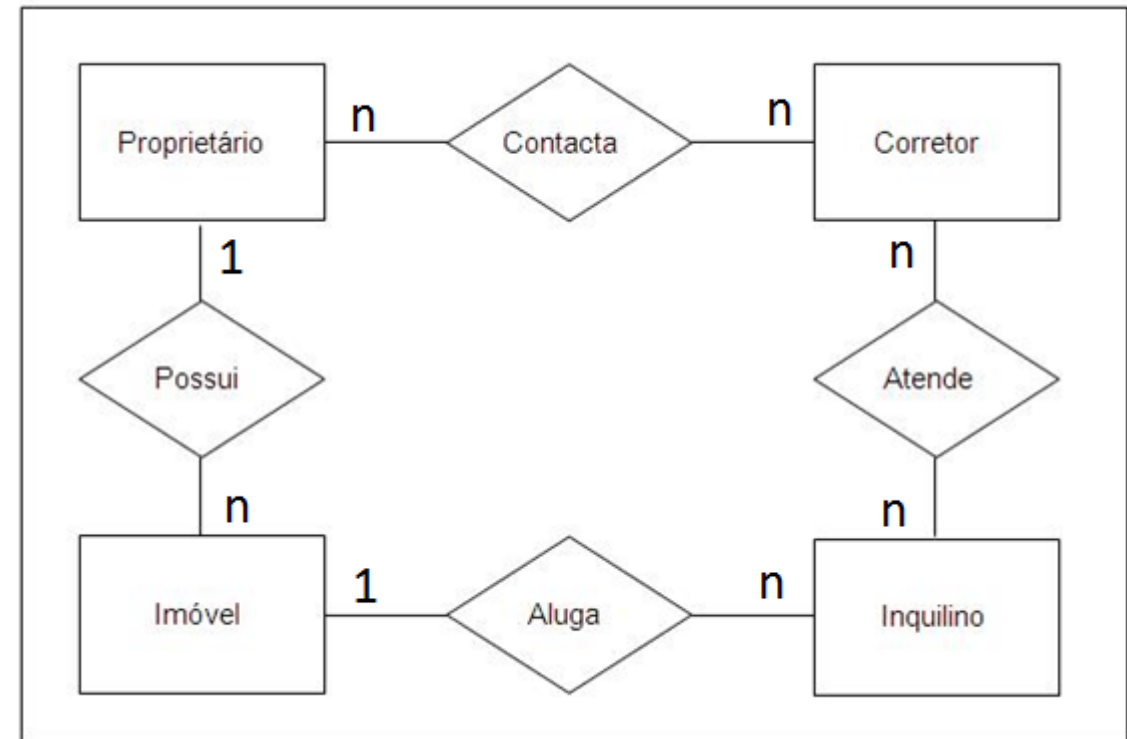 Proprietário
n
Contacta
n
Corretor
1
n
Possui
Atende
n
n
Imóvel
1
Aluga
n
Inquilino